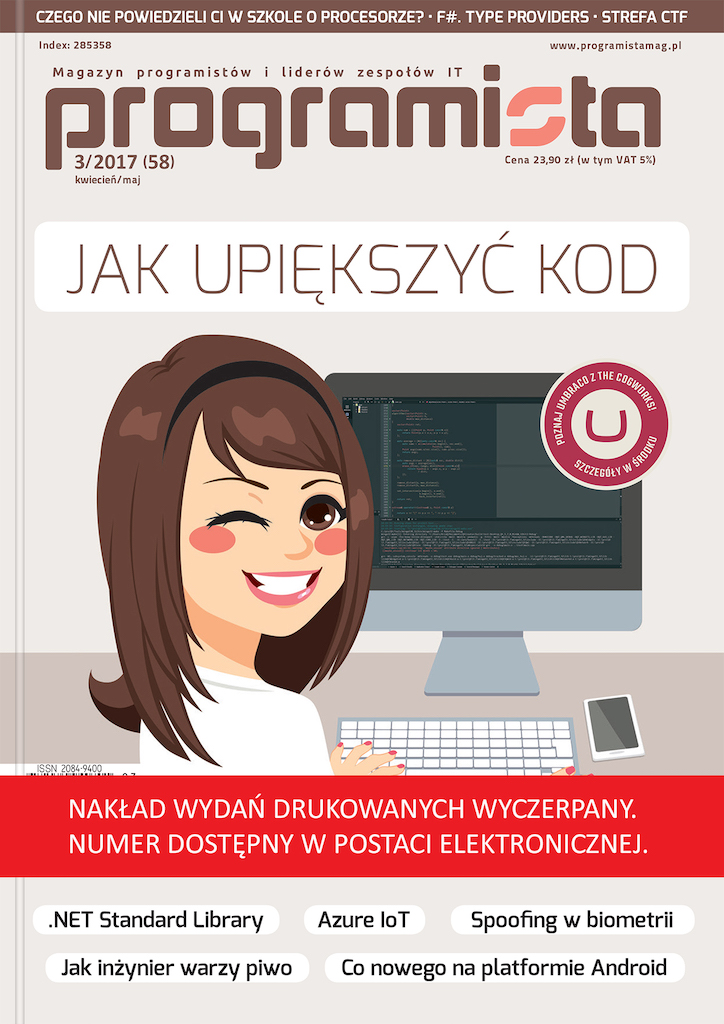 CZEGO NIE POWIEDZIELI CI W SZKOLE O PROCESORZE? • F#. TYPE PROVIDERS • STREFA CTF
Index: 285358
www.programistamag.pl
Magazyn programistów i liderów zespołów IT
programista
3/2017 (58)
kwiecień/maj
Cena 23,90 zł (w tym VAT 5%)
JAK UPIĘKSZYĆ KOD
POZNAJ UMBRACO Z THE COGWORKS!
SZCZEGÓŁY W ŚRODKU
ISSN 2084-9400
NAKŁAD WYDAŃ DRUKOWANYCH WYCZERPANY.
NUMER DOSTĘPNY W POSTACI ELEKTRONICZNEJ.
.NET Standard Library
Azure IoT
Spoofing w biometrii
Jak inżynier warzy piwo
Co nowego na platformie Android